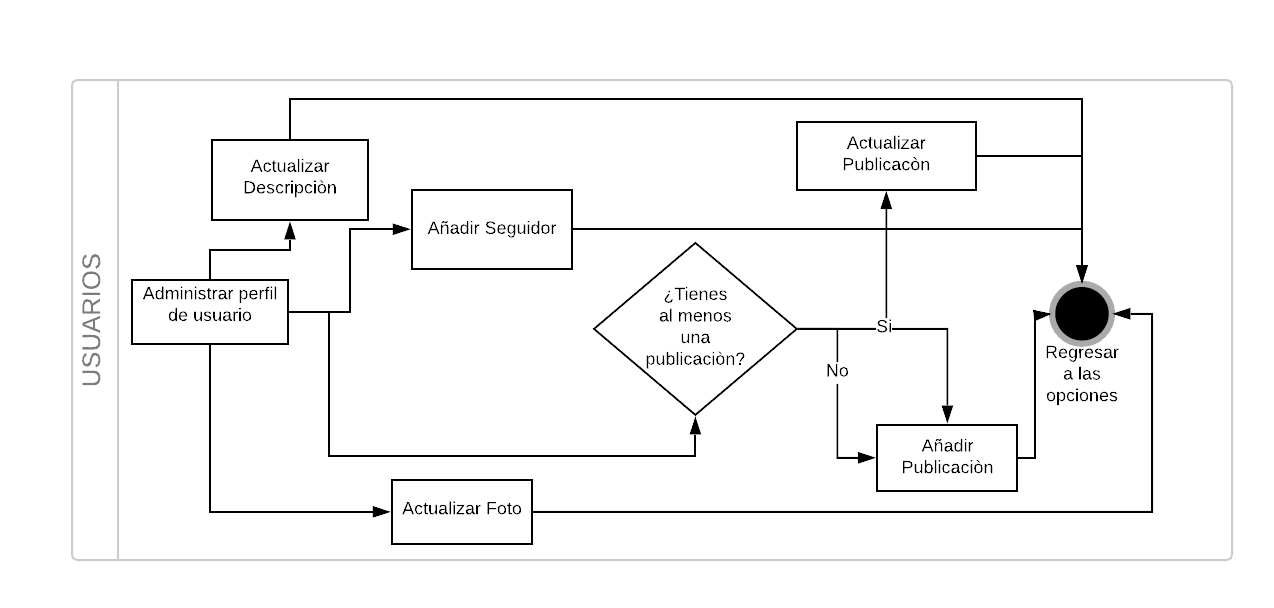 USUARIOS
Actualizar
Descripciòn
Administrar perfil
de usuario
Añadir Seguidor
Actualizar
Publicacòn
¿Tienes
al menos
una
publicaciòn?
Si
No
Añadir
Publicaciòn
Regresar
a las
opciones
Actualizar Foto